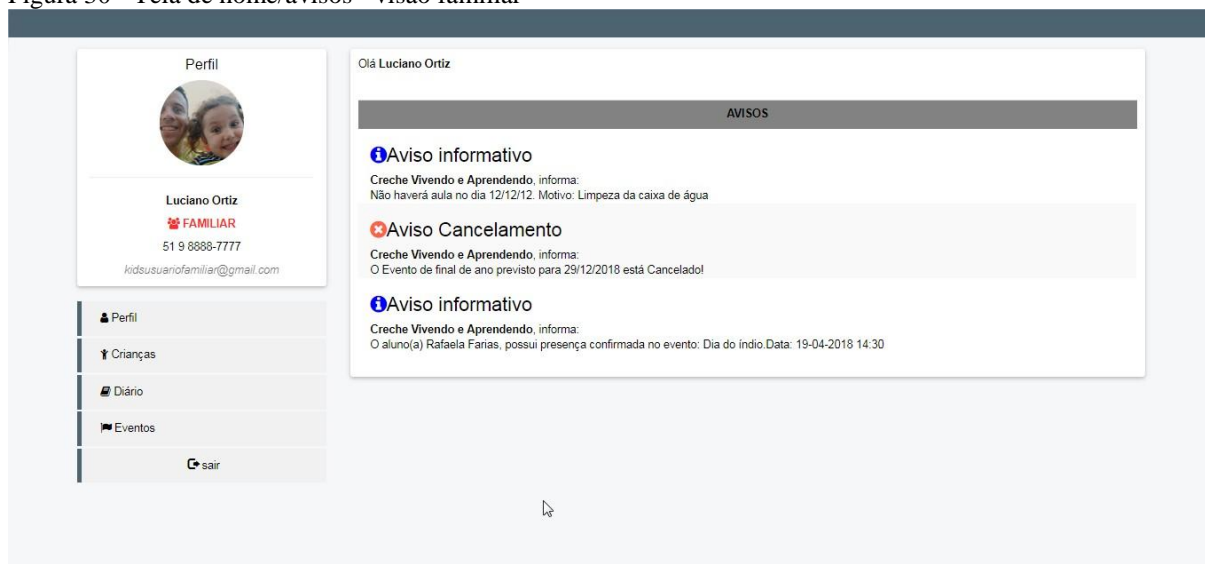 Figura 50 - Tela de home/avisos - visão familiar
Perfil
Luciano Ortiz
FAMILIAR
51 9 8888-7777
kidsusuariofamiliar@gmail.com
Perfil
Crianças
Diário
Eventos
sair
Olá Luciano Ortiz
AVISOS
Aviso informativo
Creche Vivendo e Aprendendo, informa:
Não haverá aula no dia 12/12/12. Motivo: Limpeza da caixa de água
Aviso Cancelamento
Creche Vivendo e Aprendendo, informa:
O Evento de final de ano previsto para 29/12/2018 está Cancelado!
Aviso informativo
Creche Vivendo e Aprendendo, informa:
O aluno(a) Rafaela Farias, possui presença confirmada no evento: Dia do índio.Data: 19-04-2018 14:30